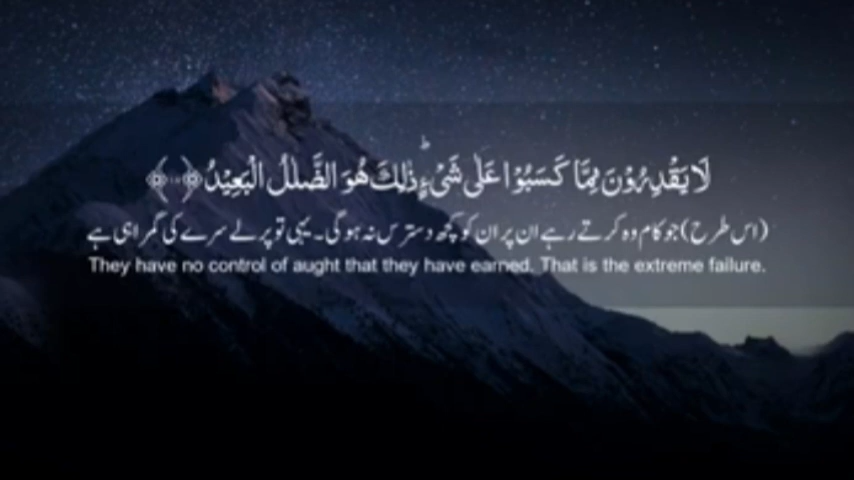 لَا يَقْدِرُوْنَ مِمَّا كَسَبُوْا عَلٰى شَىْءٍ ؕ ذٰلِكَ هُوَ الضَّلٰلُ الْبَعِيْدُ ﴿۱۸﴾
(اس طرح) جو کام وہ کرتے رہے ان پر ان کو کچھ دسترس نہ ہوگی۔ یہی تو پرلے سرے کی گمراہی ہے
They have no control of aught that they have earned. That is the extreme failure.